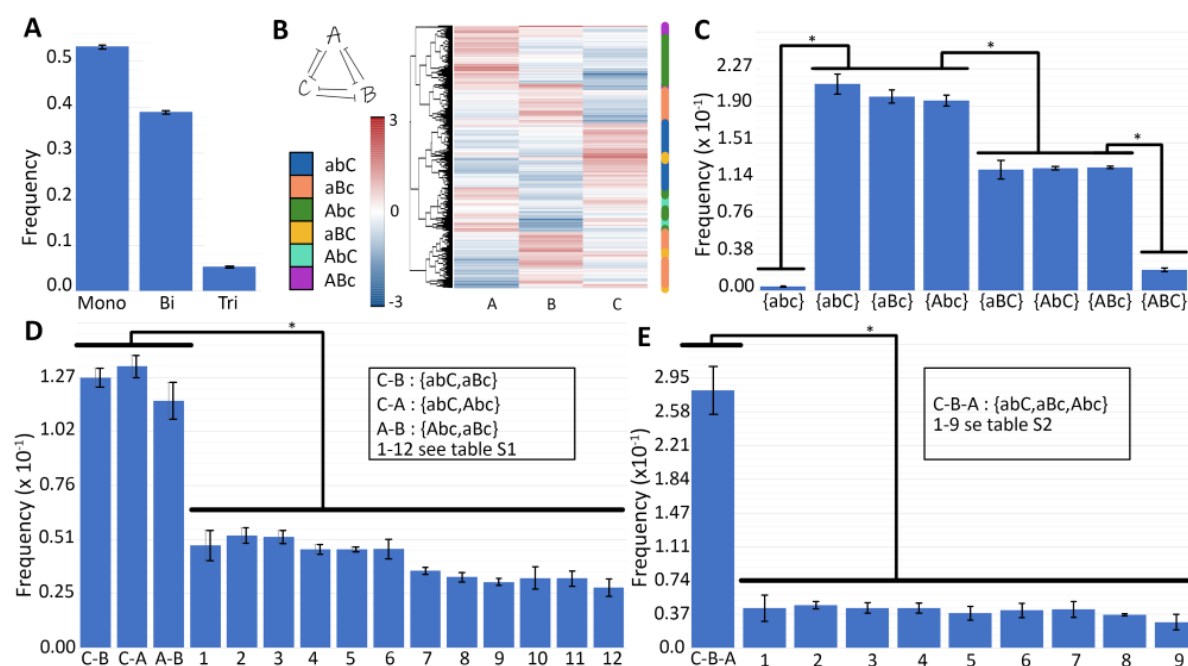 A
Frequency
0.5
0.4
0.3
0.2
0.1
0.0
Mono Bi Tri
B
A
C B
3
0
-3
abC
aBc
Abc
aBC
AbC
ABc
A B C
C
Frequency (x 10⁻¹)
2.27
1.90
1.51
1.14
0.76
0.38
0.00
* * *
{abc} {abC} {aBc} {Abc} {aBC} {AbC} {ABc} {ABC}
D
Frequency (x 10⁻¹)
1.27
1.02
0.76
0.51
0.25
0.00
*
C-B : {abC,aBc}
C-A : {abC,Abc}
A-B : {Abc,aBc}
1-12 see table S1
C-B C-A A-B 1 2 3 4 5 6 7 8 9 10 11 12
E
Frequency (x10⁻¹)
2.95
2.58
2.21
1.84
1.47
1.11
0.74
0.37
0.0
*
C-B-A : {abC,aBc,Abc}
1-9 se table S2
C-B-A 1 2 3 4 5 6 7 8 9